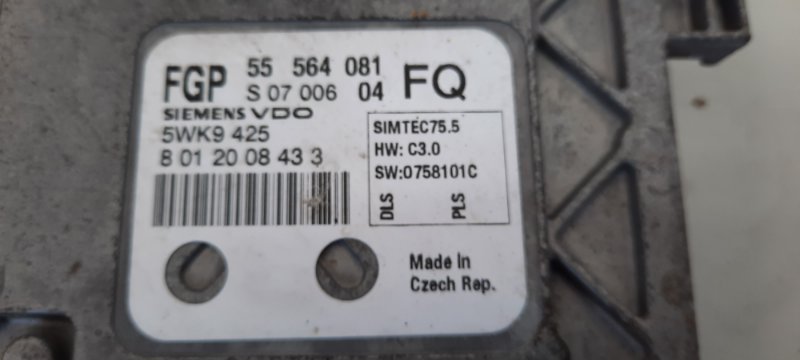 FGP 55 564 081 FQ
S 07 006 04
SIEMENS VDO
5WK9 425
8 01 20 08 43 3
SIMTEC75.5
HW: C3.0
SW:0758101C
DLS PLS
Made In
Czech Rep.